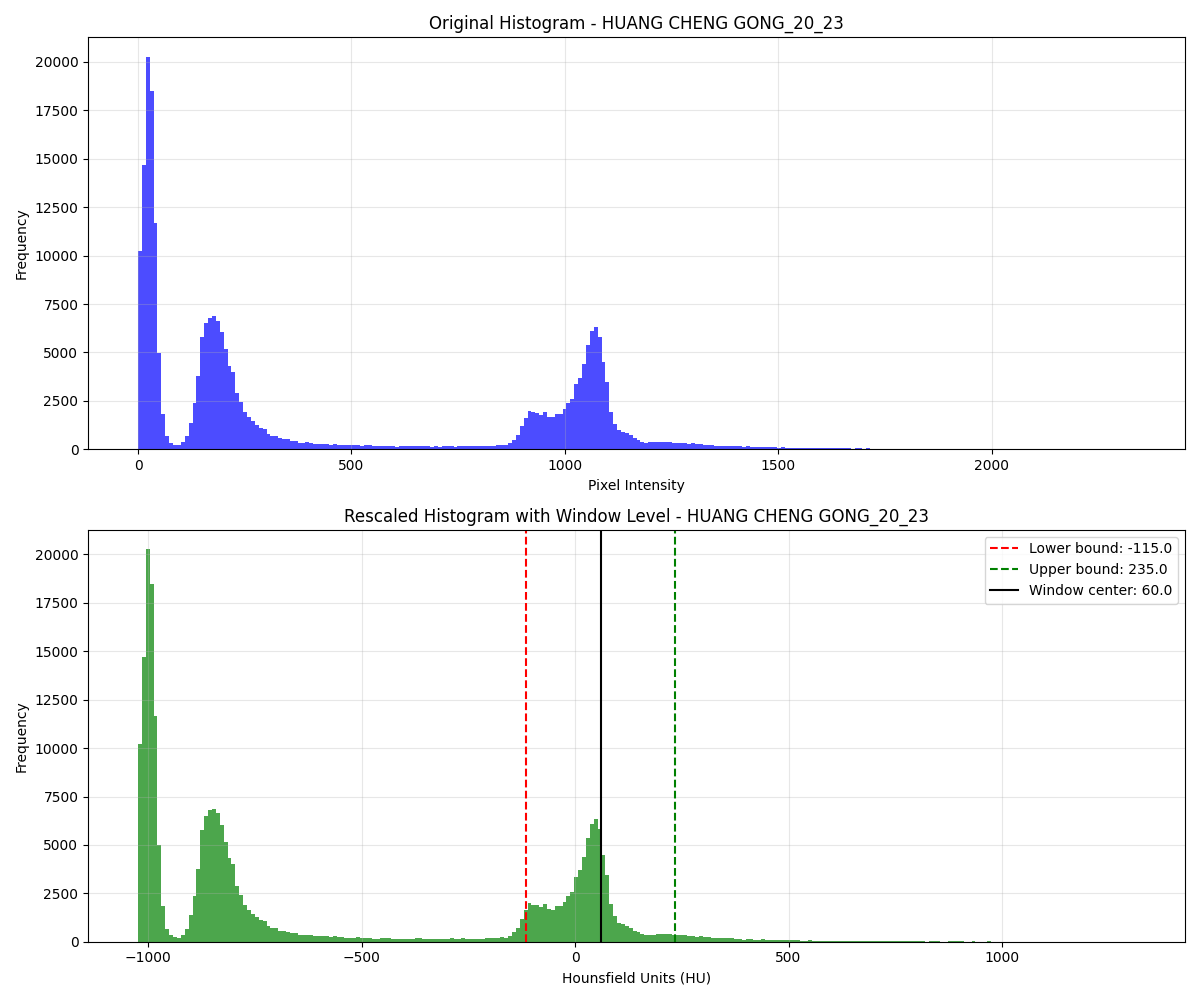 Original Histogram - HUANG CHENG GONG_20_23
20000
17500
15000
12500
10000
7500
5000
2500
0
Frequency
0 500 1000 1500 2000
Pixel Intensity
Rescaled Histogram with Window Level - HUANG CHENG GONG_20_23
20000
17500
15000
12500
10000
7500
5000
2500
0
Frequency
Lower bound: -115.0
Upper bound: 235.0
Window center: 60.0
−1000 −500 0 500 1000
Hounsfield Units (HU)